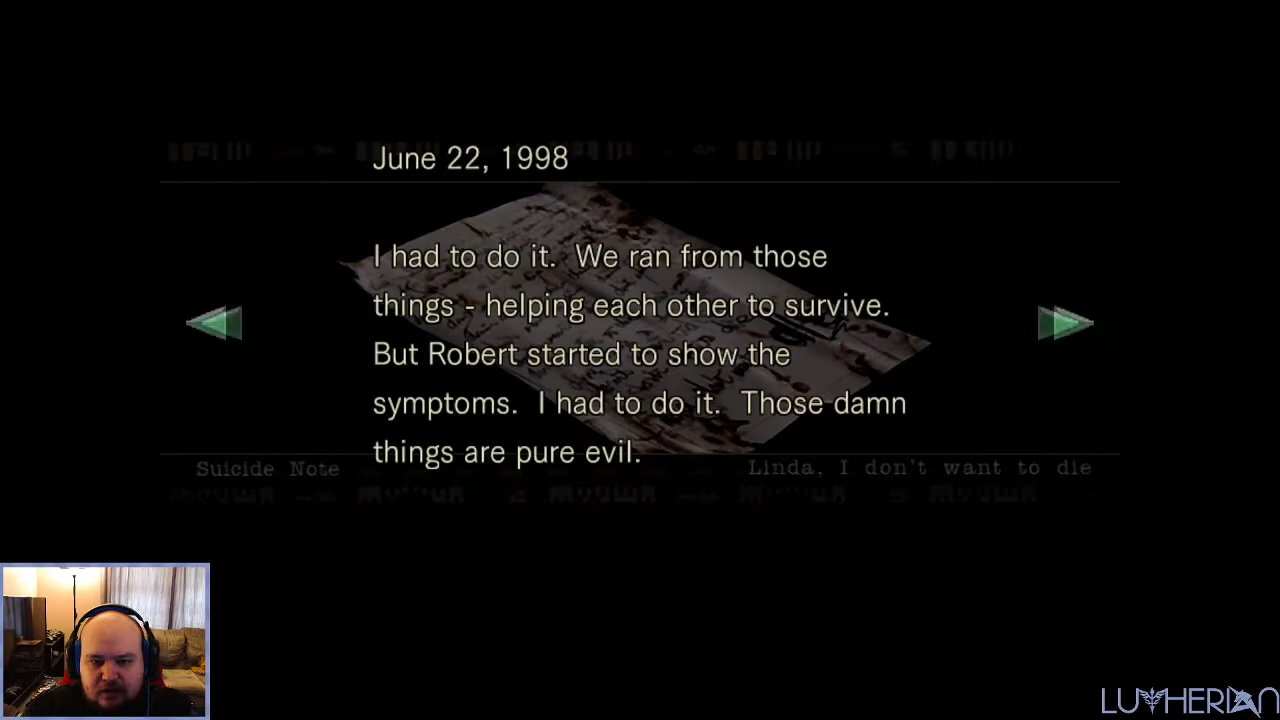 June 22, 1998
I had to do it. We ran from those
things - helping each other to survive.
But Robert started to show the
symptoms. I had to do it. Those damn
things are pure evil.
Suicide Note
Linda, I don't want to die
LUTHERIAN